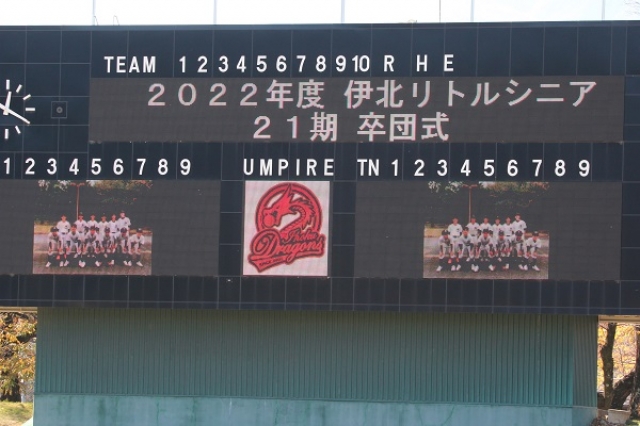 TEAM 1 2 3 4 5 6 7 8 9 10 R H E
2022年度 伊北リトルシニア
21期 卒団式
1 2 3 4 5 6 7 8 9 UMPIRE TN 1 2 3 4 5 6 7 8 9
Dragons